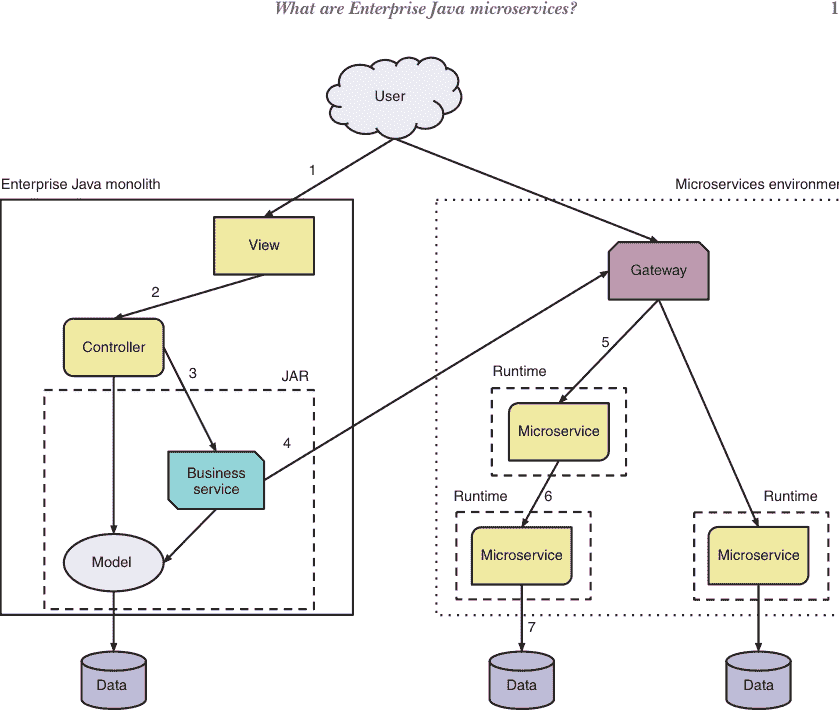 What are Enterprise Java microservices?
1
User
1
Enterprise Java monolith
Microservices
View
Gateway
2
Controller
5
3
JAR
Runtime
Microservice
4
Business
service
Runtime
6
Runtime
Model
Microservice
Microservice
7
Data
Data
Data